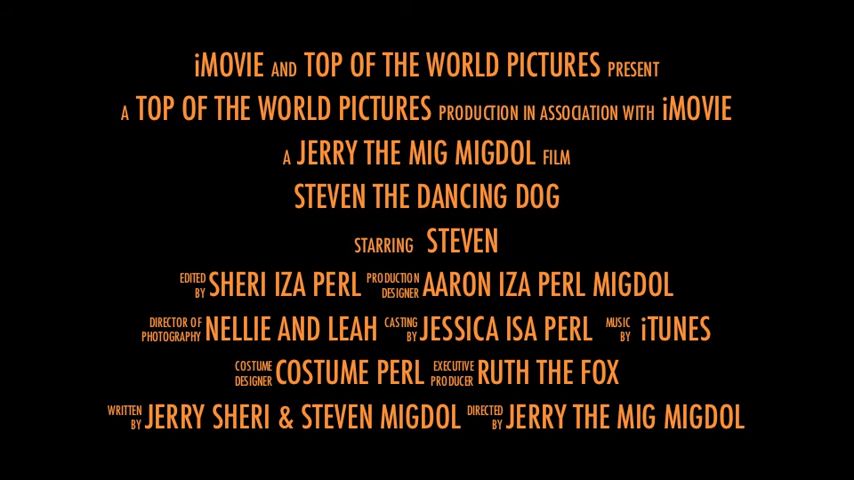 iMOVIE AND TOP OF THE WORLD PICTURES PRESENT
A TOP OF THE WORLD PICTURES PRODUCTION IN ASSOCIATION WITH iMOVIE
A JERRY THE MIG MIGDOL FILM
STEVEN THE DANCING DOG
STARRING STEVEN
EDITED BY SHERI IZA PERL PRODUCTION DESIGNER AARON IZA PERL MIGDOL
DIRECTOR OF PHOTOGRAPHY NELLIE AND LEAH CASTING BY JESSICA ISA PERL MUSIC BY iTUNES
COSTUME DESIGNER COSTUME PERL EXECUTIVE PRODUCER RUTH THE FOX
WRITTEN BY JERRY SHERI & STEVEN MIGDOL DIRECTED BY JERRY THE MIG MIGDOL